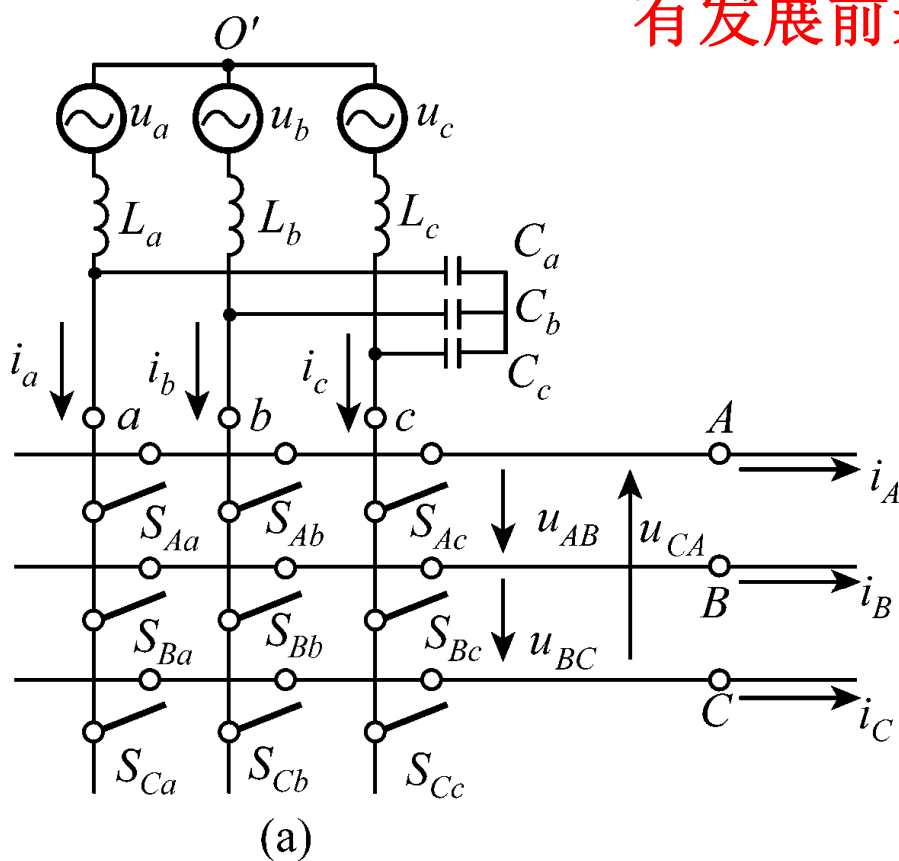 有发展前
O'
u_a u_b u_c
L_a L_b L_c
C_a
C_b
C_c
i_a i_b i_c
a b c A
i_A
S_Aa S_Ab S_Ac u_AB u_CA
B i_B
S_Ba S_Bb S_Bc u_BC
C i_C
S_Ca S_Cb S_Cc
(a)